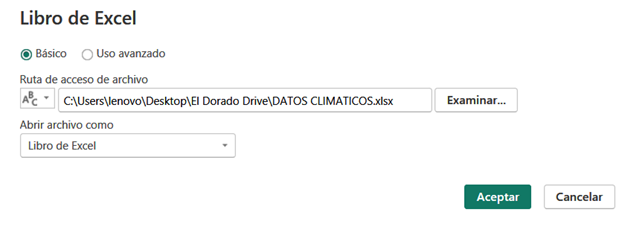 Libro de Excel
Básico Uso avanzado
Ruta de acceso de archivo
ABC C:\Users\lenovo\Desktop\El Dorado Drive\DATOS CLIMATICOS.xlsx Examinar...
Abrir archivo como
Libro de Excel
Aceptar Cancelar